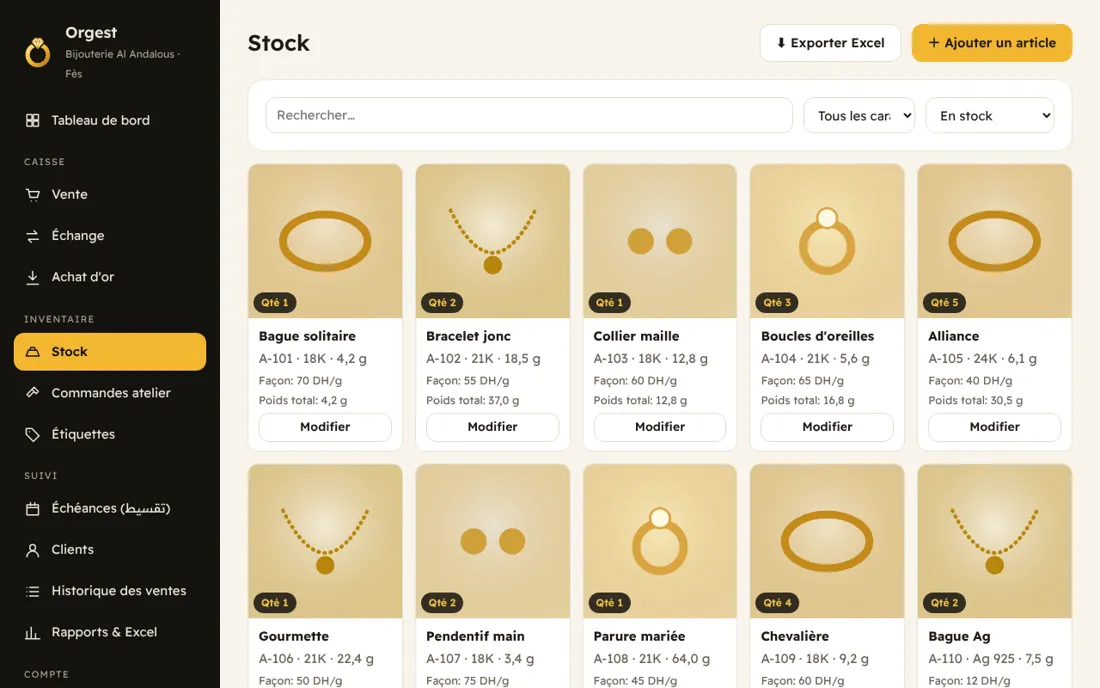 Orgest
Bijouterie Al Andalous ·
Fès
Tableau de bord
CAISSE
Vente
Échange
Achat d'or
INVENTAIRE
Stock
Commandes atelier
Étiquettes
SUIVI
Échéances (تقسيط)
Clients
Historique des ventes
Rapports & Excel
COMPTE
Stock
⬇ Exporter Excel
+ Ajouter un article
Rechercher…
Tous les car
En stock
Qté 1
Bague solitaire
A-101 · 18K · 4,2 g
Façon: 70 DH/g
Poids total: 4,2 g
Modifier
Qté 2
Bracelet jonc
A-102 · 21K · 18,5 g
Façon: 55 DH/g
Poids total: 37,0 g
Modifier
Qté 1
Collier maille
A-103 · 18K · 12,8 g
Façon: 60 DH/g
Poids total: 12,8 g
Modifier
Qté 3
Boucles d'oreilles
A-104 · 21K · 5,6 g
Façon: 65 DH/g
Poids total: 16,8 g
Modifier
Qté 5
Alliance
A-105 · 24K · 6,1 g
Façon: 40 DH/g
Poids total: 30,5 g
Modifier
Qté 1
Gourmette
A-106 · 21K · 22,4 g
Façon: 50 DH/g
Qté 2
Pendentif main
A-107 · 18K · 3,4 g
Façon: 75 DH/g
Qté 1
Parure mariée
A-108 · 21K · 64,0 g
Façon: 45 DH/g
Qté 4
Chevalière
A-109 · 18K · 9,2 g
Façon: 60 DH/g
Qté 2
Bague Ag
A-110 · Ag 925 · 7,5 g
Façon: 12 DH/g